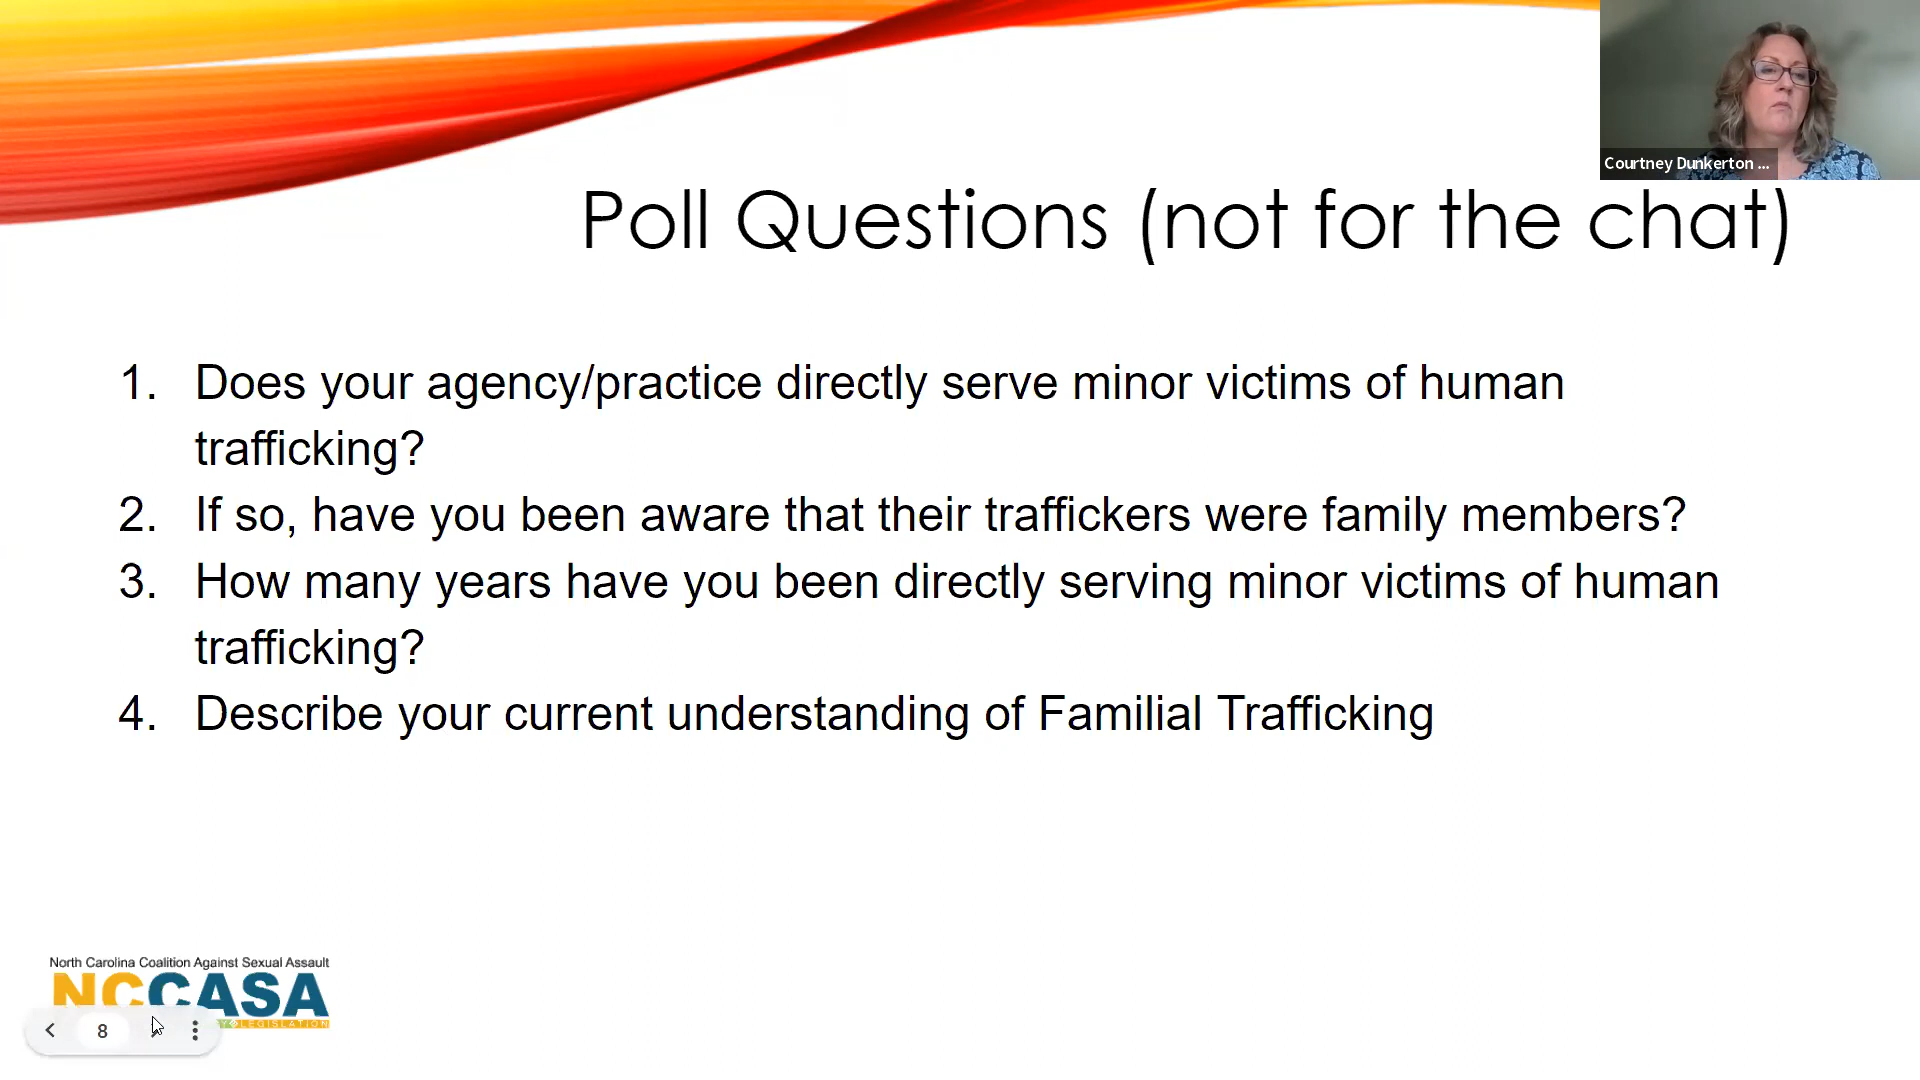 Courtney Dunkerton ...
Poll Questions (not for the chat)
1. Does your agency/practice directly serve minor victims of human
trafficking?
2. If so, have you been aware that their traffickers were family members?
3. How many years have you been directly serving minor victims of human
trafficking?
4. Describe your current understanding of Familial Trafficking
North Carolina Coalition Against Sexual Assault
NCCASA
LEGISLATION
8